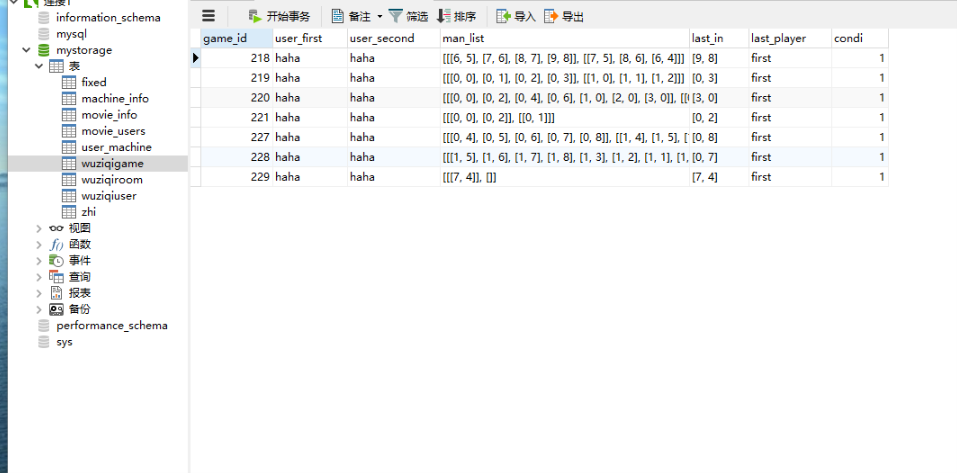 连接1
information_schema
mysql
mystorage
表
fixed
machine_info
movie_info
movie_users
user_machine
wuziqigame
wuziqiroom
wuziqiuser
zhi
视图
函数
事件
查询
报表
备份
performance_schema
sys
开始事务 备注 筛选 排序 导入 导出
game_id user_first user_second man_list last_in last_player condi
218 haha haha [[[6, 5], [7, 6], [8, 7], [9, 8]], [[7, 5], [8, 6], [6, 4]]] [9, 8] first 1
219 haha haha [[[0, 0], [0, 1], [0, 2], [0, 3]], [[1, 0], [1, 1], [1, 2]]] [0, 3] first 1
220 haha haha [[[0, 0], [0, 2], [0, 4], [0, 6], [1, 0], [2, 0], [3, 0]], [[ [3, 0] first 1
221 haha haha [[[0, 0], [0, 2]], [[0, 1]]] [0, 2] first 1
227 haha haha [[[0, 4], [0, 5], [0, 6], [0, 7], [0, 8]], [[1, 4], [1, 5], [ [0, 8] first 1
228 haha haha [[[1, 5], [1, 6], [1, 7], [1, 8], [1, 3], [1, 2], [1, 1], [1, [0, 7] first 1
229 haha haha [[[7, 4]], []] [7, 4] first 1